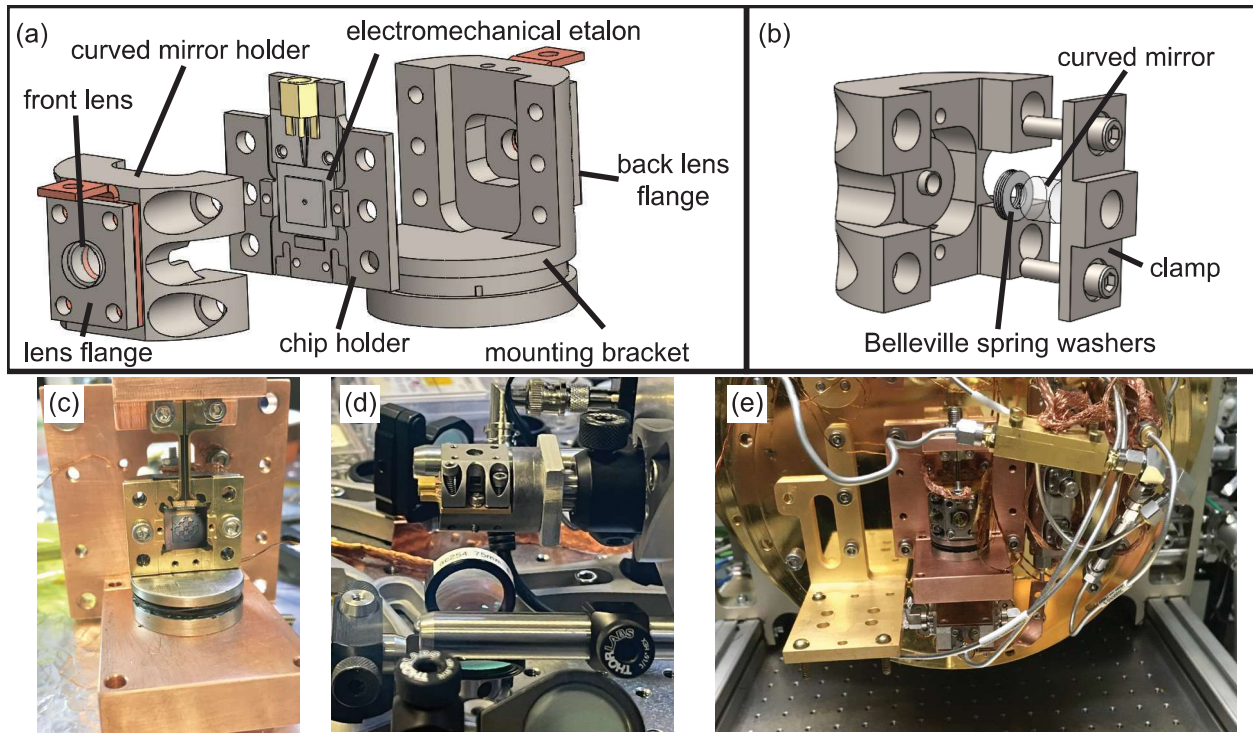 (a)
electromechanical etalon
curved mirror holder
front lens
back lens
flange
lens flange
chip holder
mounting bracket
(b)
curved mirror
clamp
Belleville spring washers
(c)
(d)
75mm
THORLABS
(e)